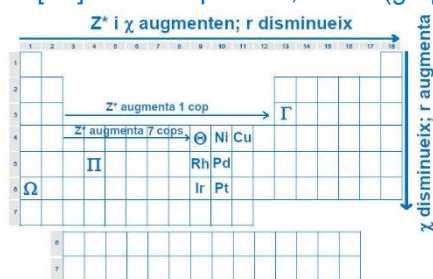 Z* i χ augmenten; r disminueix
1 2 3 4 5 6 7 8 9 10 11 12 13 14 15 16 17 18
1
2
3 Z* augmenta 1 cop Γ
4 Z* augmenta 7 cops Θ Ni Cu
5 Π Rh Pd
6 Ω Ir Pt
7
6
7
χ disminueix; r augmenta